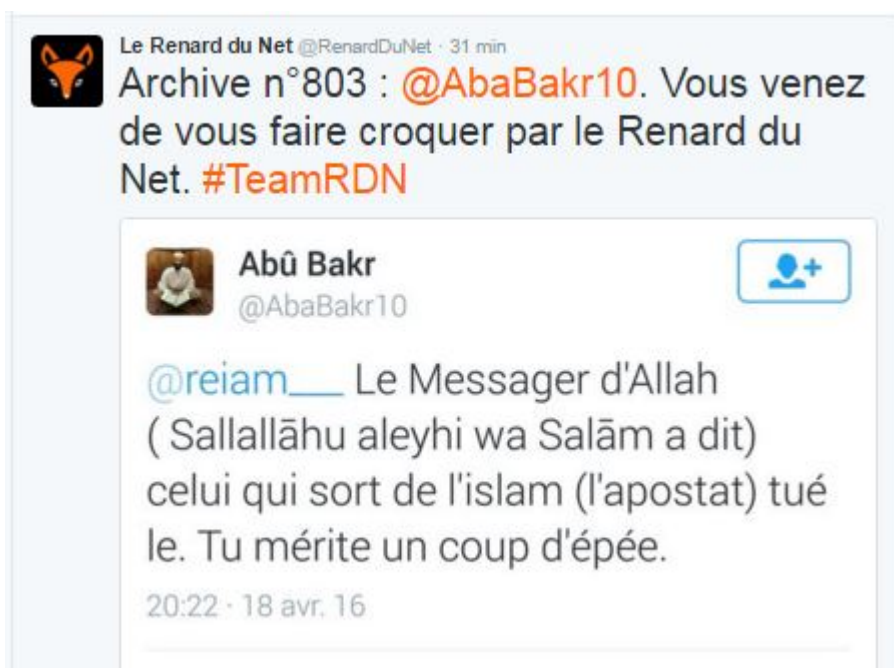 Le Renard du Net @RenardDuNet · 31 min
Archive n°803 : @AbaBakr10. Vous venez
de vous faire croquer par le Renard du
Net. #TeamRDN
Abû Bakr
@AbaBakr10
@reiam___ Le Messager d'Allah
( Sallallāhu aleyhi wa Salām a dit)
celui qui sort de l'islam (l'apostat) tué
le. Tu mérite un coup d'épée.
20:22 · 18 avr. 16